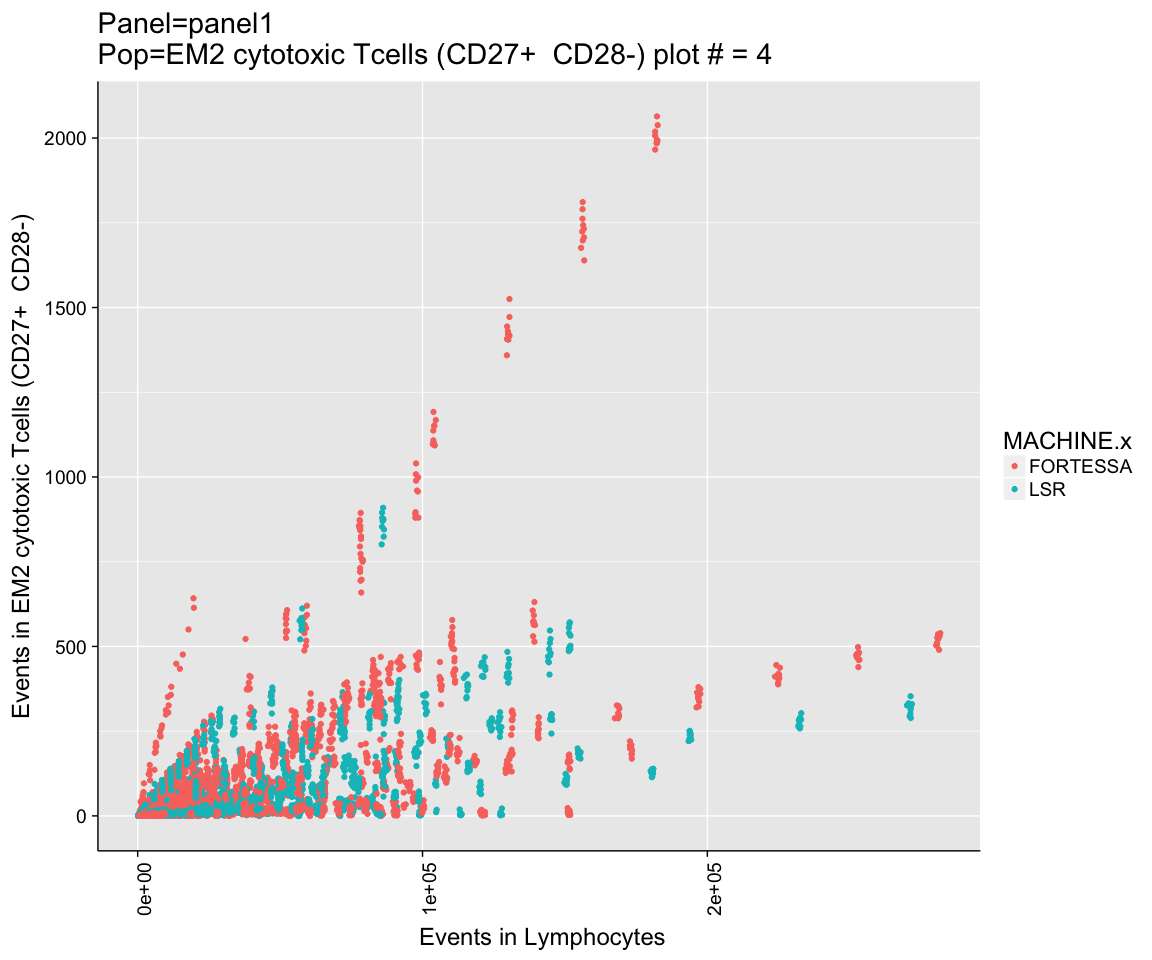 Panel=panel1
Pop=EM2 cytotoxic Tcells (CD27+  CD28-) plot # = 4
Events in EM2 cytotoxic Tcells (CD27+  CD28-)
2000
1500
1000
500
0
0e+00
1e+05
2e+05
Events in Lymphocytes
MACHINE.x
FORTESSA
LSR